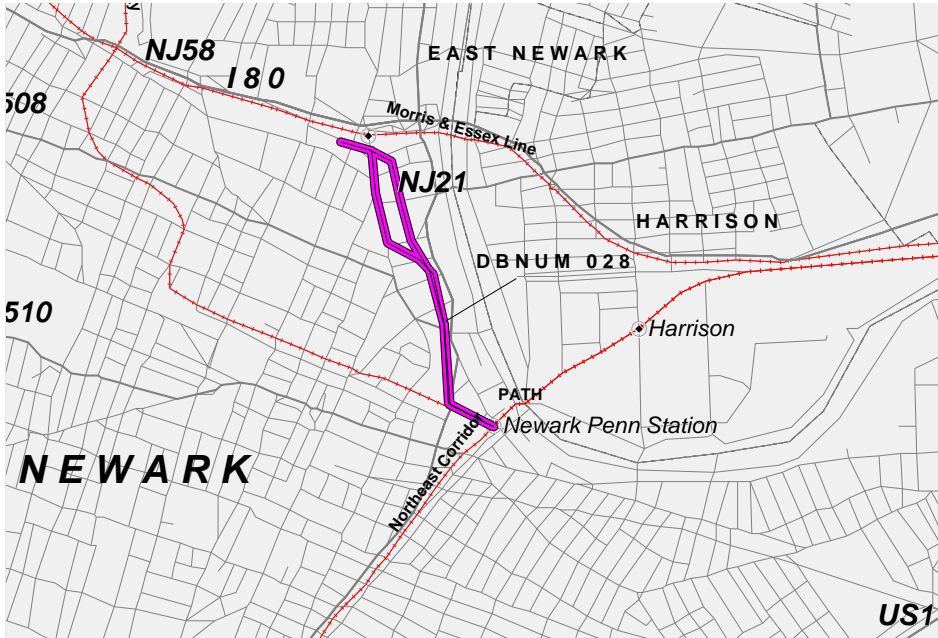 y
NJ58
EAST NEWARK
I 80
508
Morris & Essex Line
NJ21
HARRISON
DBNUM 028
510
Harrison
PATH
Newark Penn Station
Northeast Corridor
NEWARK
US1